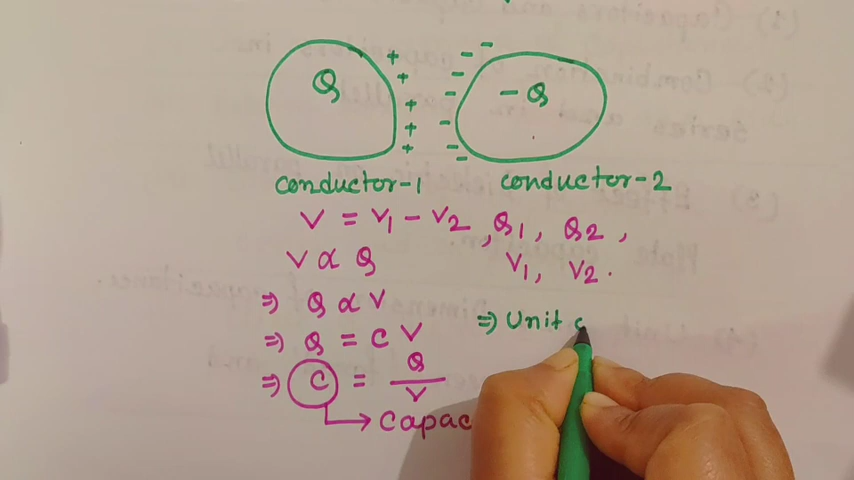 Q
+ + + + +
- - - - - - - -
- Q
conductor-1
conductor-2
V = V1 - V2 , Q1, Q2 ,
V ∝ Q V1, V2 .
⇒ Q ∝ V
⇒ Q = C V
⇒ Unit
⇒ C = Q / V
Capac